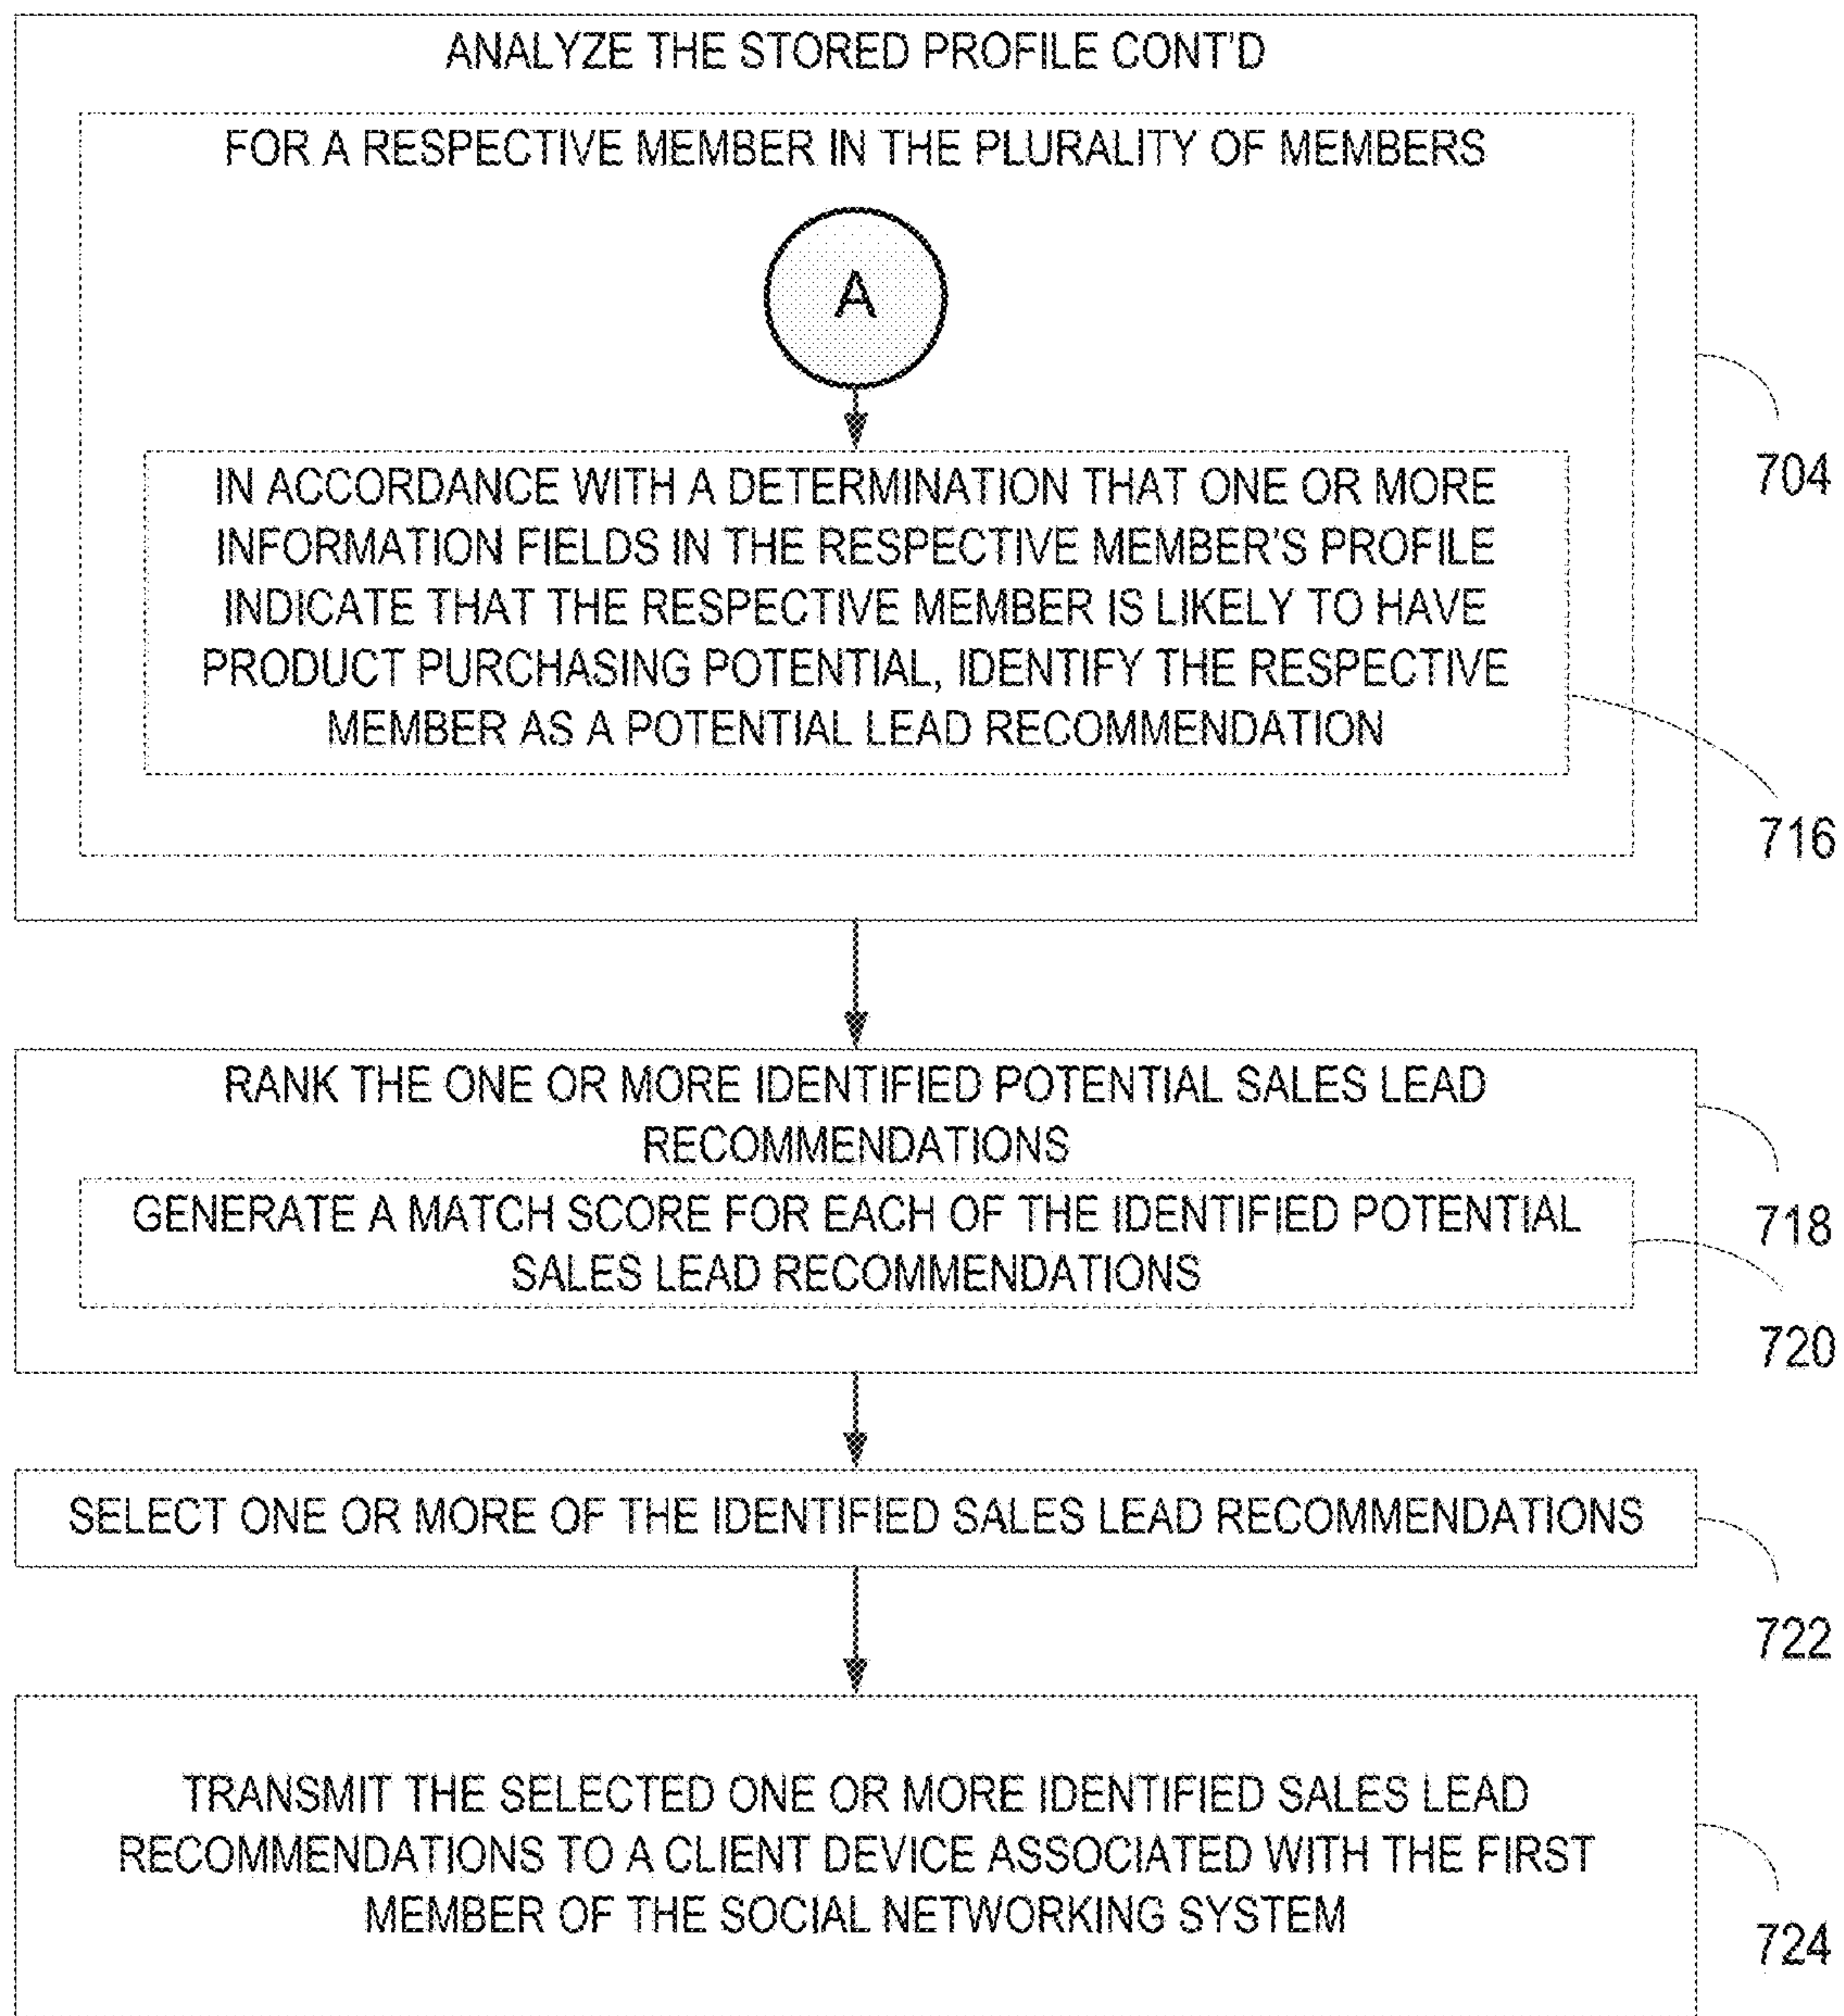 ANALYZE THE STORED PROFILE CONT'D
FOR A RESPECTIVE MEMBER IN THE PLURALITY OF MEMBERS
A
IN ACCORDANCE WITH A DETERMINATION THAT ONE OR MORE
INFORMATION FIELDS IN THE RESPECTIVE MEMBER'S PROFILE
INDICATE THAT THE RESPECTIVE MEMBER IS LIKELY TO HAVE
PRODUCT PURCHASING POTENTIAL, IDENTIFY THE RESPECTIVE
MEMBER AS A POTENTIAL LEAD RECOMMENDATION
704
716
RANK THE ONE OR MORE IDENTIFIED POTENTIAL SALES LEAD
RECOMMENDATIONS
GENERATE A MATCH SCORE FOR EACH OF THE IDENTIFIED POTENTIAL
SALES LEAD RECOMMENDATIONS
718
720
SELECT ONE OR MORE OF THE IDENTIFIED SALES LEAD RECOMMENDATIONS
722
TRANSMIT THE SELECTED ONE OR MORE IDENTIFIED SALES LEAD
RECOMMENDATIONS TO A CLIENT DEVICE ASSOCIATED WITH THE FIRST
MEMBER OF THE SOCIAL NETWORKING SYSTEM
724